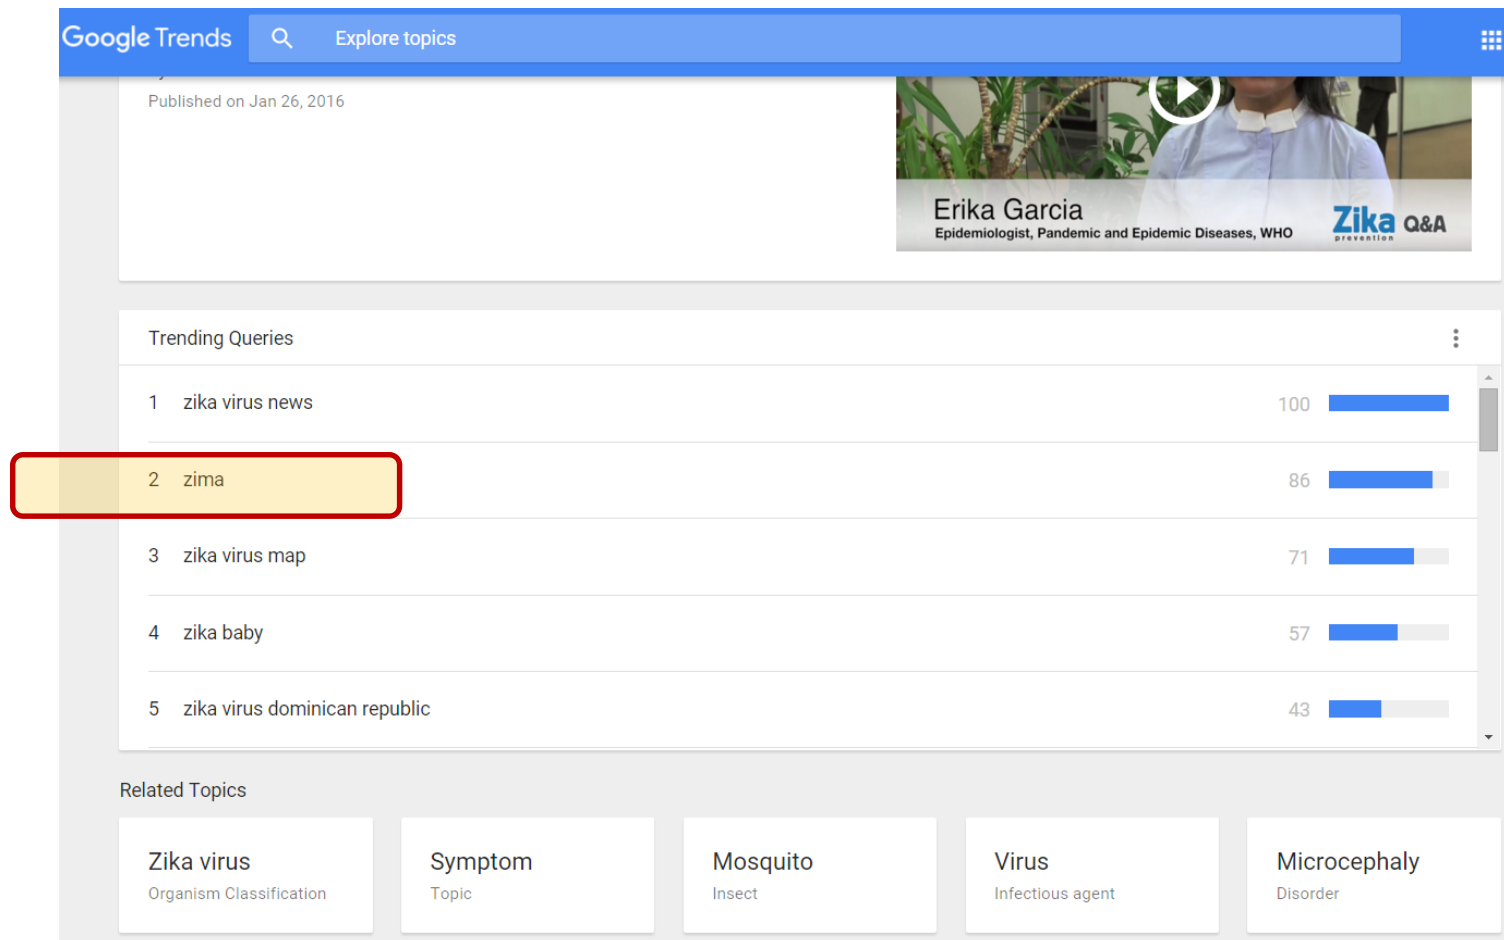 Google Trends
Explore topics
Published on Jan 26, 2016
Erika Garcia
Epidemiologist, Pandemic and Epidemic Diseases, WHO
Zika Q&A
prevention
Trending Queries
1 zika virus news 100
2 zima 86
3 zika virus map 71
4 zika baby 57
5 zika virus dominican republic 43
Related Topics
Zika virus
Organism Classification
Symptom
Topic
Mosquito
Insect
Virus
Infectious agent
Microcephaly
Disorder